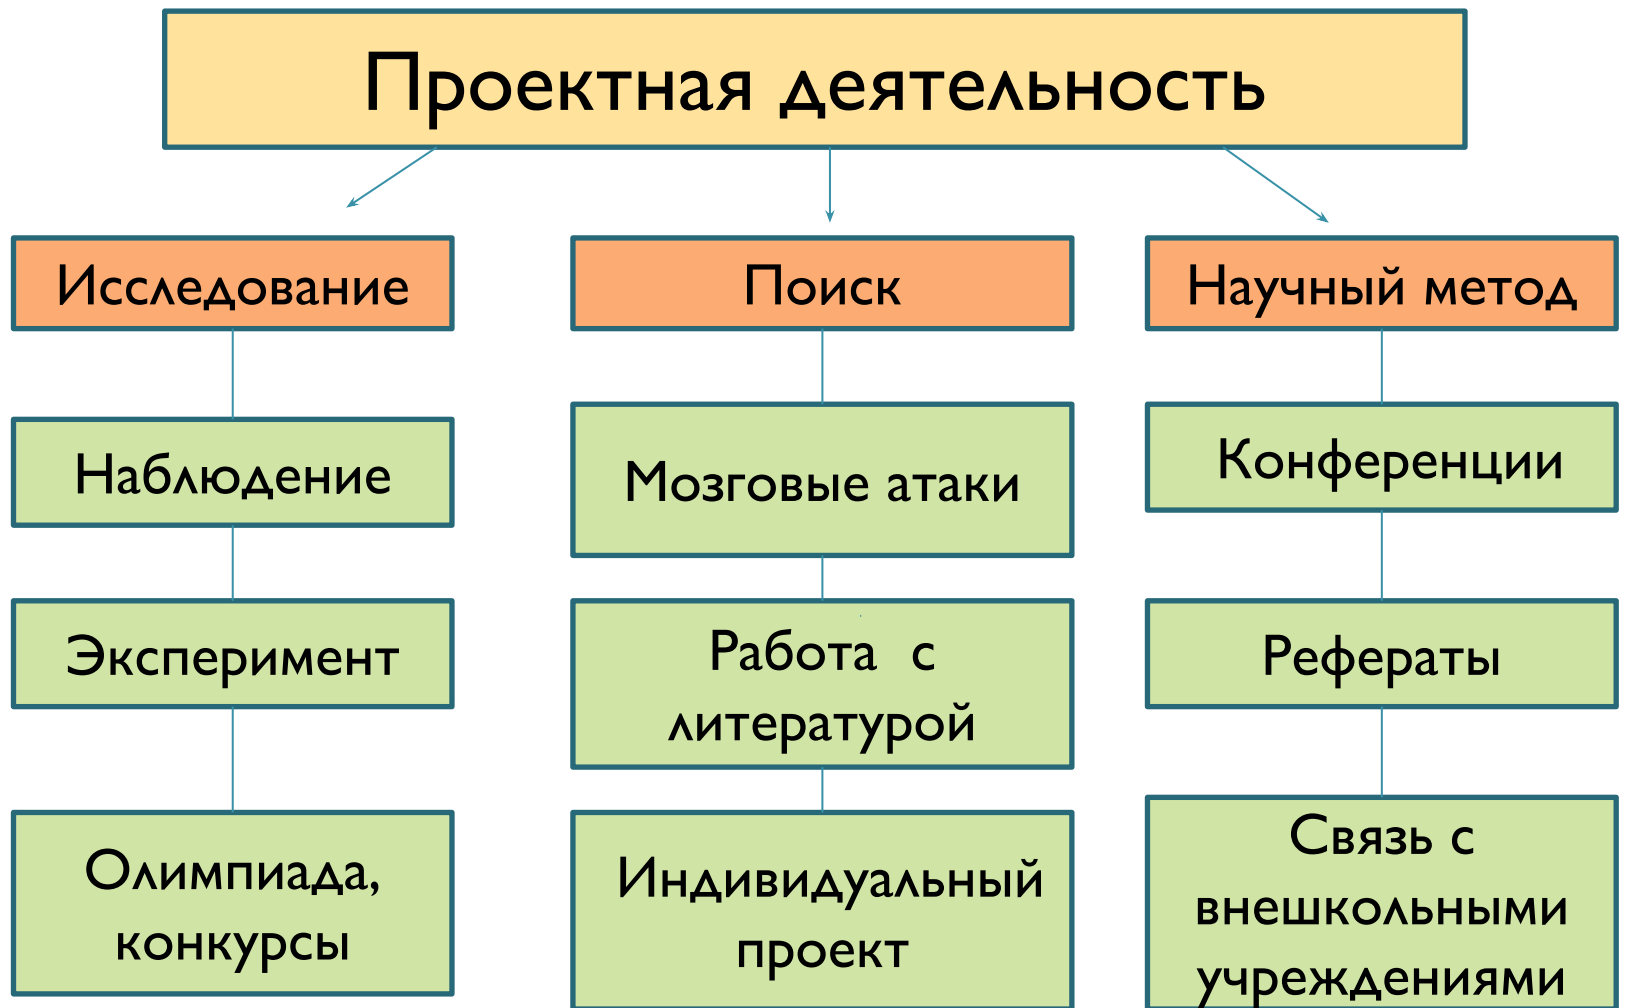 Проектная деятельность
Исследование
Поиск
Научный метод
Наблюдение
Мозговые атаки
Конференции
Эксперимент
Работа с
литературой
Рефераты
Олимпиада,
конкурсы
Индивидуальный
проект
Связь с
внешкольными
учреждениями